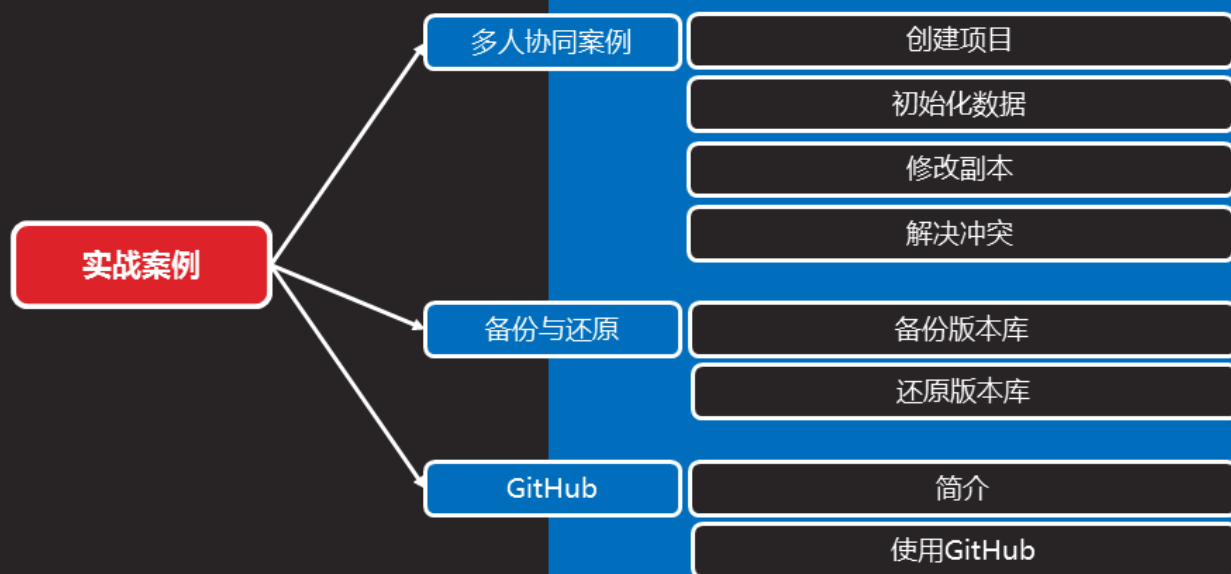 实战案例
多人协同案例
创建项目
初始化数据
修改副本
解决冲突
备份与还原
备份版本库
还原版本库
GitHub
简介
使用GitHub